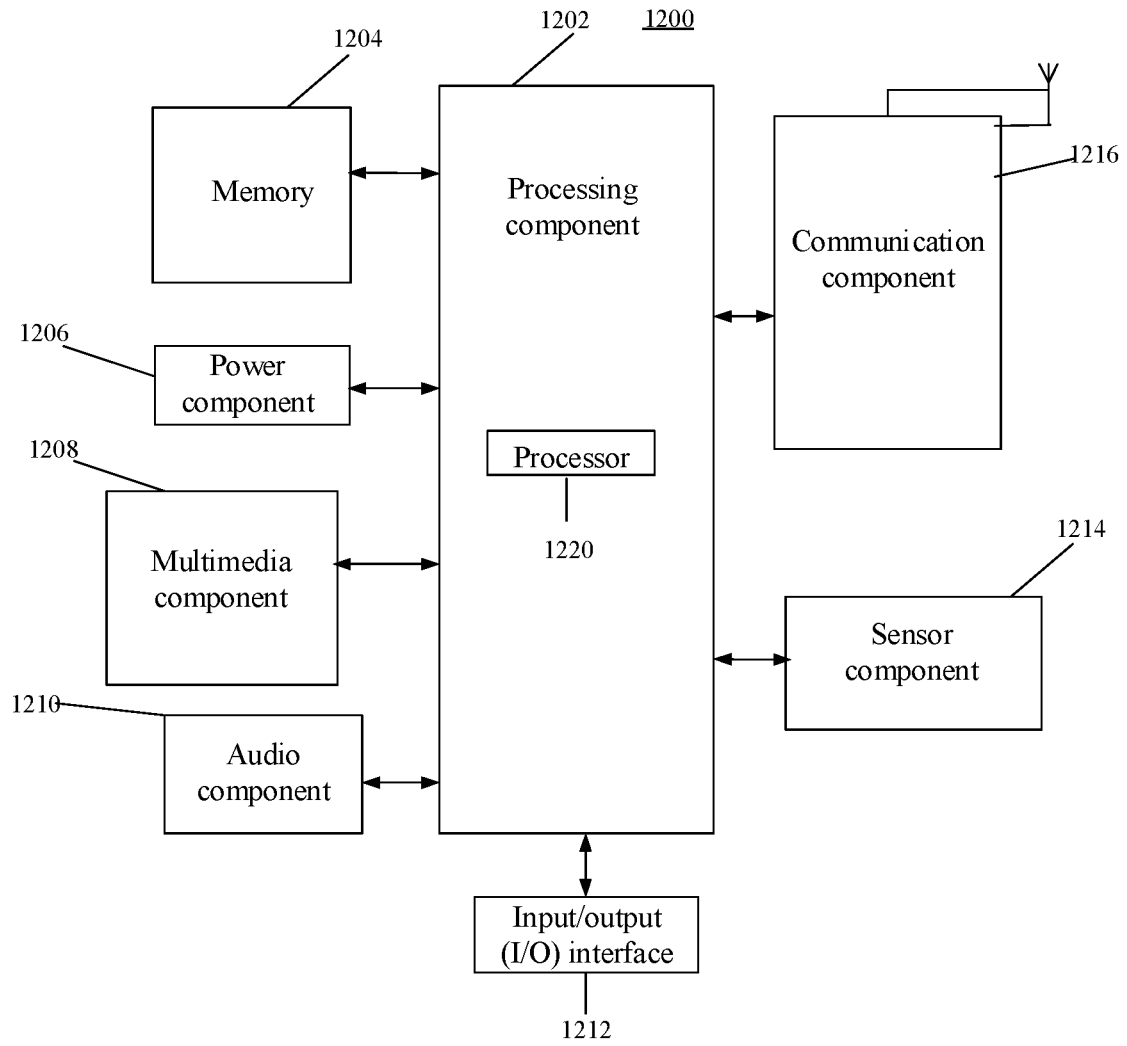 1202
1200
1204
Memory
Processing
component
1216
Communication
component
1206
Power
component
1208
Processor
1220
Multimedia
component
1214
Sensor
component
1210
Audio
component
Input/output
(I/O) interface
1212